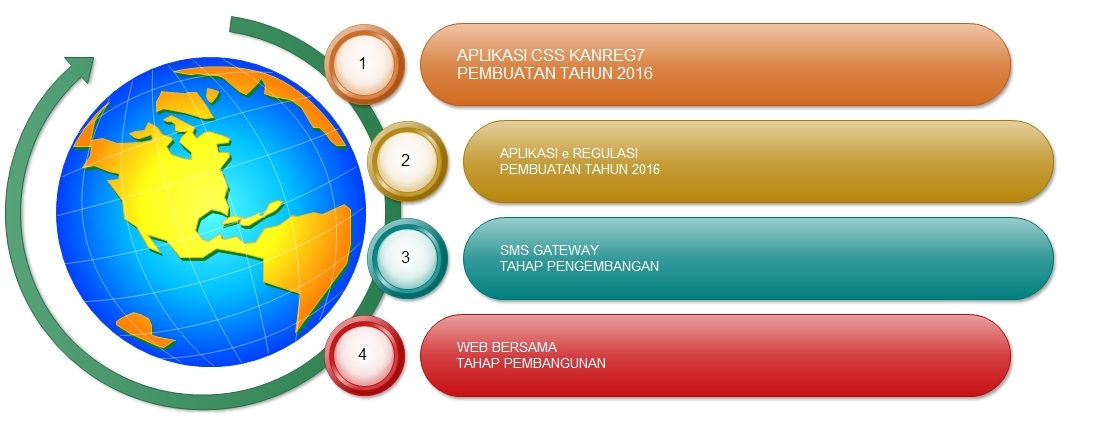 1
APLIKASI CSS KANREG7
PEMBUATAN TAHUN 2016
2
APLIKASI e REGULASI
PEMBUATAN TAHUN 2016
3
SMS GATEWAY
TAHAP PENGEMBANGAN
4
WEB BERSAMA
TAHAP PEMBANGUNAN